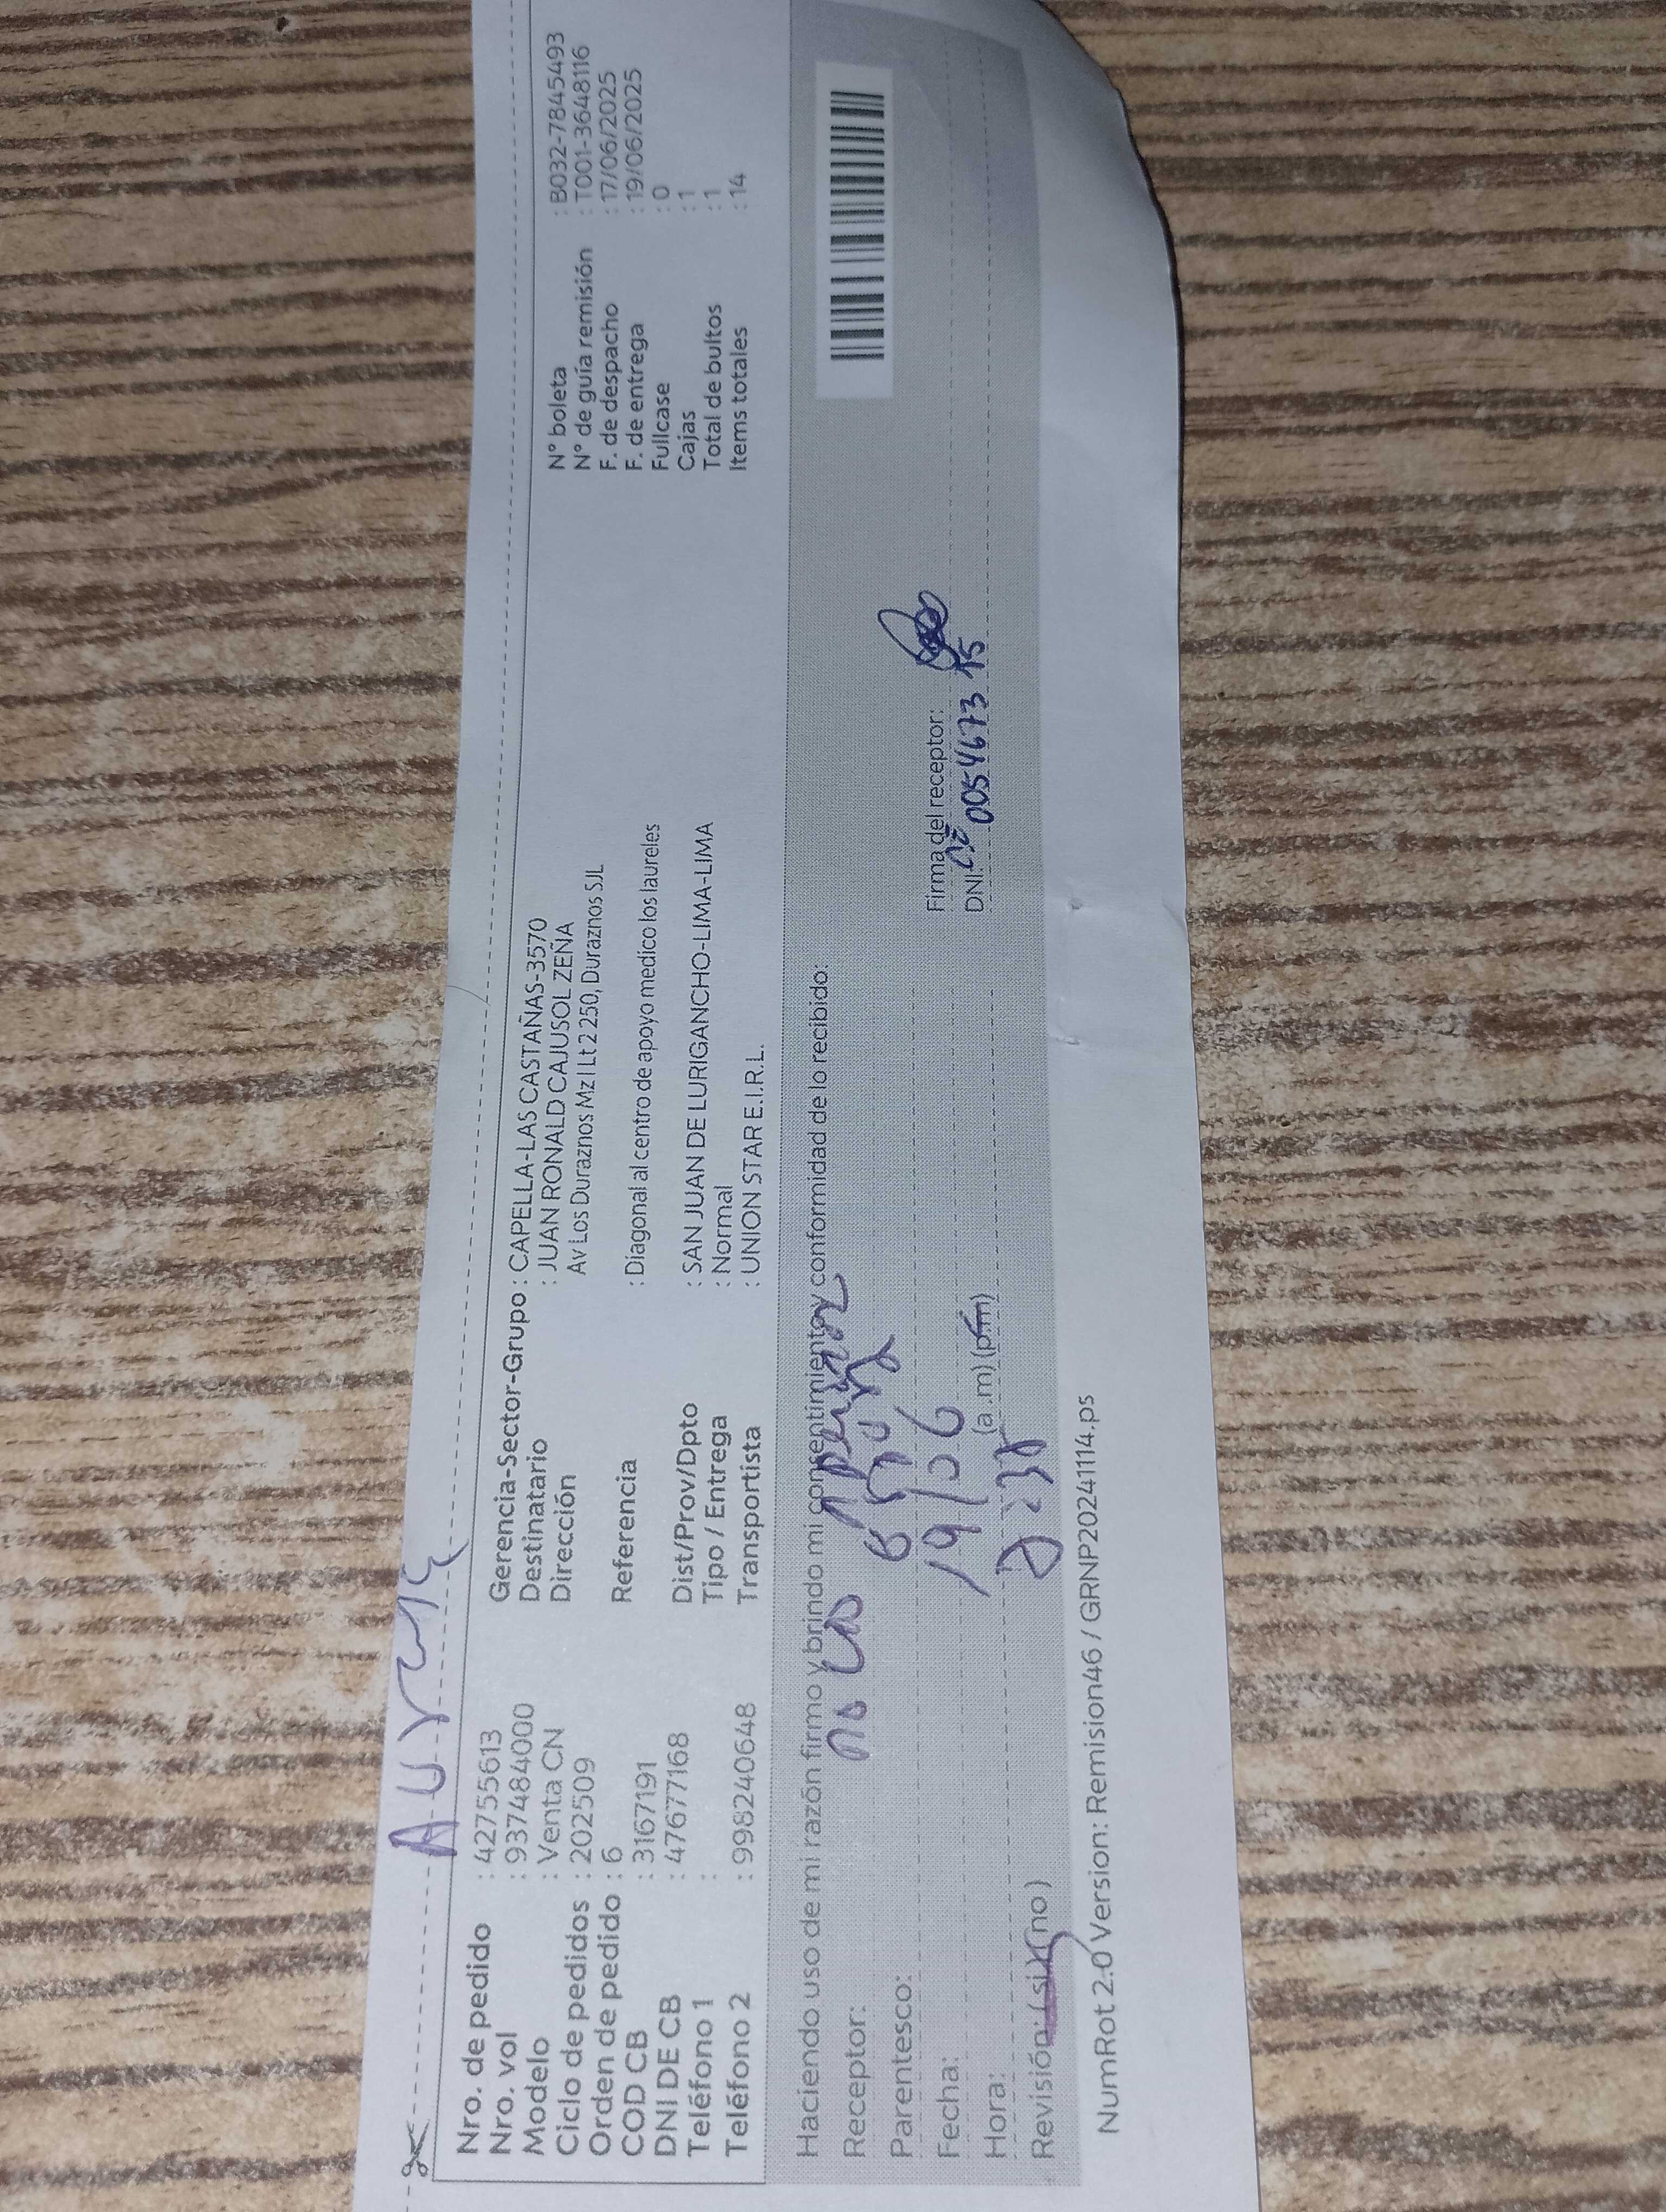 Nro. de pedido : 427555613
Nro. vol : 9374484000
Modelo : Venta CN
Ciclo de pedidos : 202509
Orden de pedido : 6
COD CB : 3167191
DNI DE CB : 47677168
Teléfono 1 :
Teléfono 2 : 998240648
Gerencia-Sector-Grupo : CAPELLA-LAS CASTAÑAS-3570
Destinatario : JUAN RONALD CAJUSOL ZEÑA
Dirección Av Los Duraznos Mz I Lt 2 250, Duraznos SJL
Referencia : Diagonal al centro de apoyo medico los laureles
Dist/Prov/Dpto : SAN JUAN DE LURIGANCHO-LIMA-LIMA
Tipo / Entrega : Normal
Transportista : UNION STAR E.I.R.L.
N° boleta : B032-78454​93
N° de guía remisión : T001-3648116
F. de despacho : 17/06/2025
F. de entrega : 19/06/2025
Fullcase : 0
Cajas : 1
Total de bultos : 1
Items totales : 14
Haciendo uso de mi razón firmo y brindo mi consentimiento y conformidad de lo recibido:
Receptor:
Parentesco:
Fecha: 19/06
Hora: (a.m) (pm)
Revisión: (si) (no)
Firma del receptor:
DNI: 005467315
NumRot 2.0 Version: Remision46 / GRNP20241114.ps